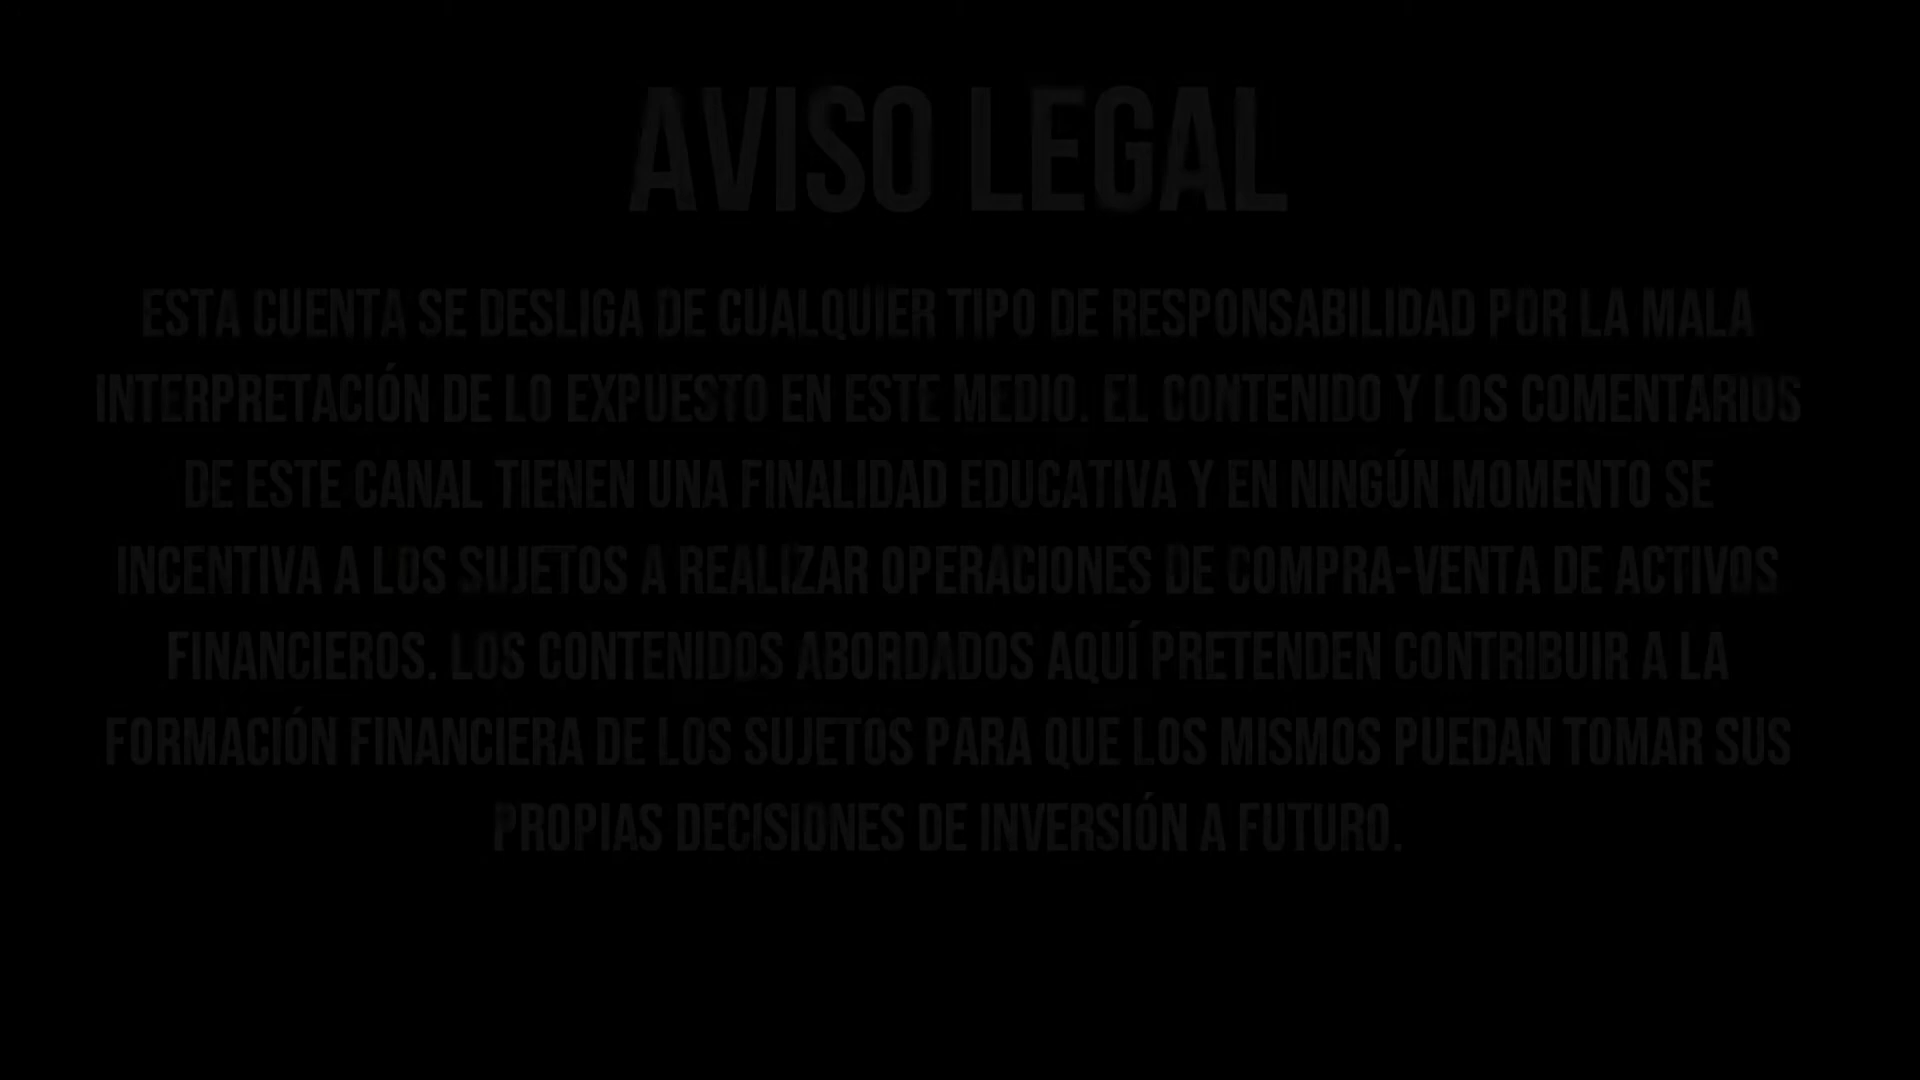 AVISO LEGAL
ESTA CUENTA SE DESLIGA DE CUALQUIER TIPO DE RESPONSABILIDAD POR LA MALA
INTERPRETACIÓN DE LO EXPUESTO EN ESTE MEDIO. EL CONTENIDO Y LOS COMENTARIOS
DE ESTE CANAL TIENEN UNA FINALIDAD EDUCATIVA Y EN NINGÚN MOMENTO SE
INCENTIVA A LOS SUJETOS A REALIZAR OPERACIONES DE COMPRA-VENTA DE ACTIVOS
FINANCIEROS. LOS CONTENIDOS ABORDADOS AQUÍ PRETENDEN CONTRIBUIR A LA
FORMACIÓN FINANCIERA DE LOS SUJETOS PARA QUE LOS MISMOS PUEDAN TOMAR SUS
PROPIAS DECISIONES DE INVERSIÓN A FUTURO.